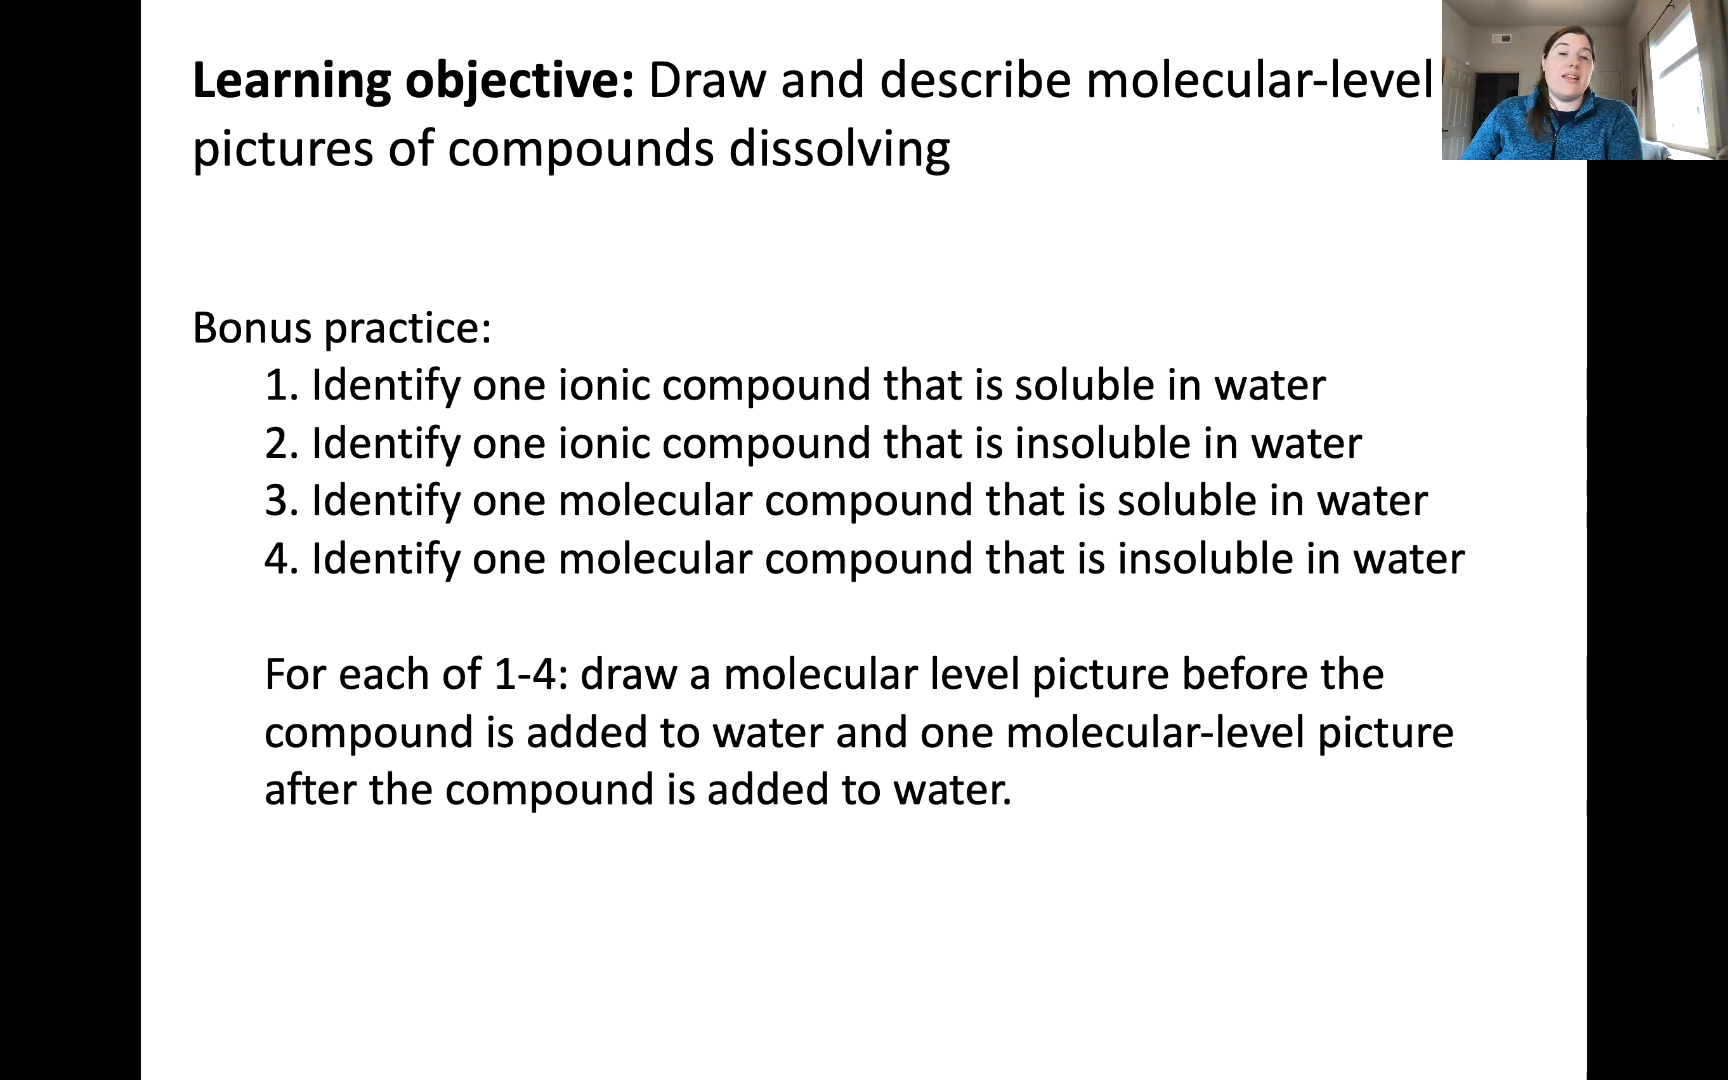 Learning objective: Draw and describe molecular-level
pictures of compounds dissolving
Bonus practice:
1. Identify one ionic compound that is soluble in water
2. Identify one ionic compound that is insoluble in water
3. Identify one molecular compound that is soluble in water
4. Identify one molecular compound that is insoluble in water
For each of 1-4: draw a molecular level picture before the
compound is added to water and one molecular-level picture
after the compound is added to water.